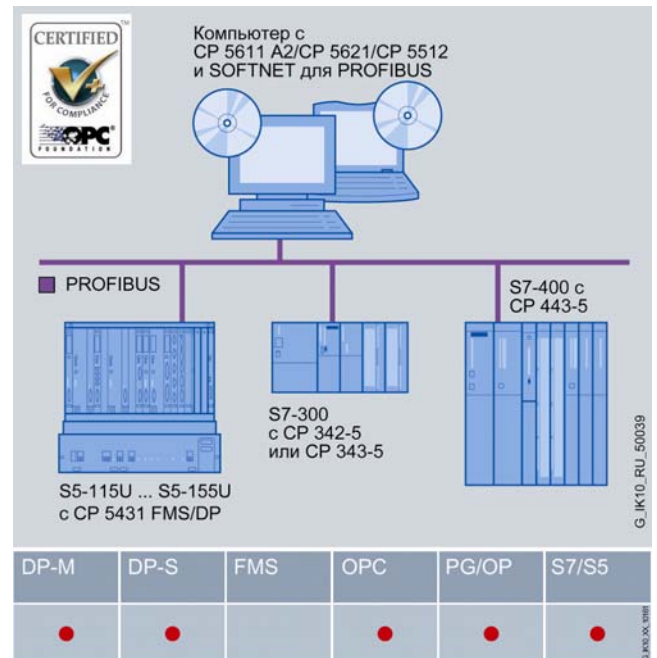 CERTIFIED™
V+
FOR COMPLIANCE
OPC®
FOUNDATION
Компьютер с
CP 5611 A2/CP 5621/CP 5512
и SOFTNET для PROFIBUS
PROFIBUS
S7-400 с
CP 443-5
S7-300
с CP 342-5
или CP 343-5
S5-115U ... S5-155U
с CP 5431 FMS/DP
G_IK10_RU_50039
DP-M DP-S FMS OPC PG/OP S7/S5